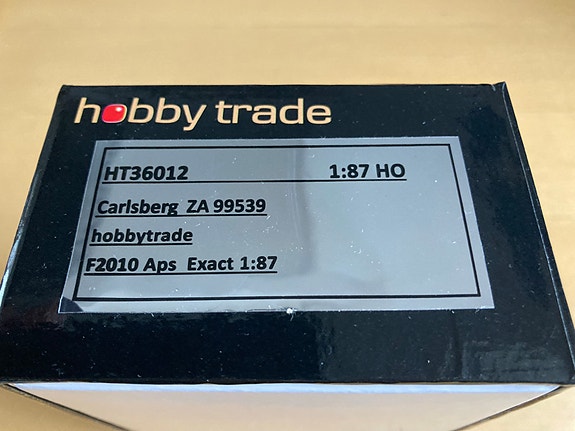 hobby trade
HT36012 1:87 HO
Carlsberg ZA 99539
hobbytrade
F2010 Aps Exact 1:87